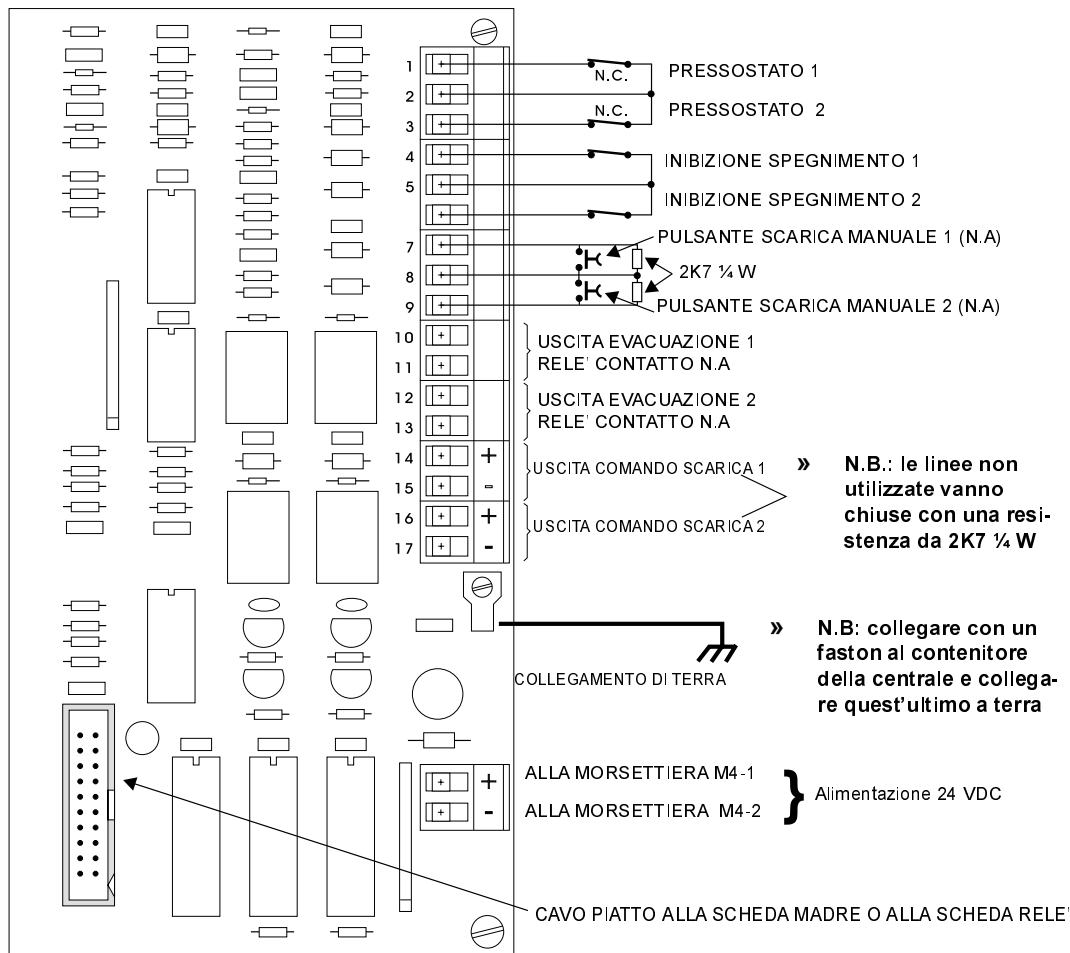 1
N.C.
PRESSOSTATO 1
2
N.C.
PRESSOSTATO 2
3
4
INIBIZIONE SPEGNIMENTO 1
5
INIBIZIONE SPEGNIMENTO 2
7
PULSANTE SCARICA MANUALE 1 (N.A)
8
2K7 ¼ W
9
PULSANTE SCARICA MANUALE 2 (N.A)
10
USCITA EVACUAZIONE 1
11
RELE' CONTATTO N.A
12
USCITA EVACUAZIONE 2
13
RELE' CONTATTO N.A
14 +
15 -
USCITA COMANDO SCARICA 1
16 +
17 -
USCITA COMANDO SCARICA 2
» N.B.: le linee non
utilizzate vanno
chiuse con una resi-
stenza da 2K7 ¼ W
» N.B: collegare con un
faston al contenitore
della centrale e collega-
re quest'ultimo a terra
COLLEGAMENTO DI TERRA
+ ALLA MORSETTIERA M4-1
- ALLA MORSETTIERA M4-2
} Alimentazione 24 VDC
CAVO PIATTO ALLA SCHEDA MADRE O ALLA SCHEDA RELE'